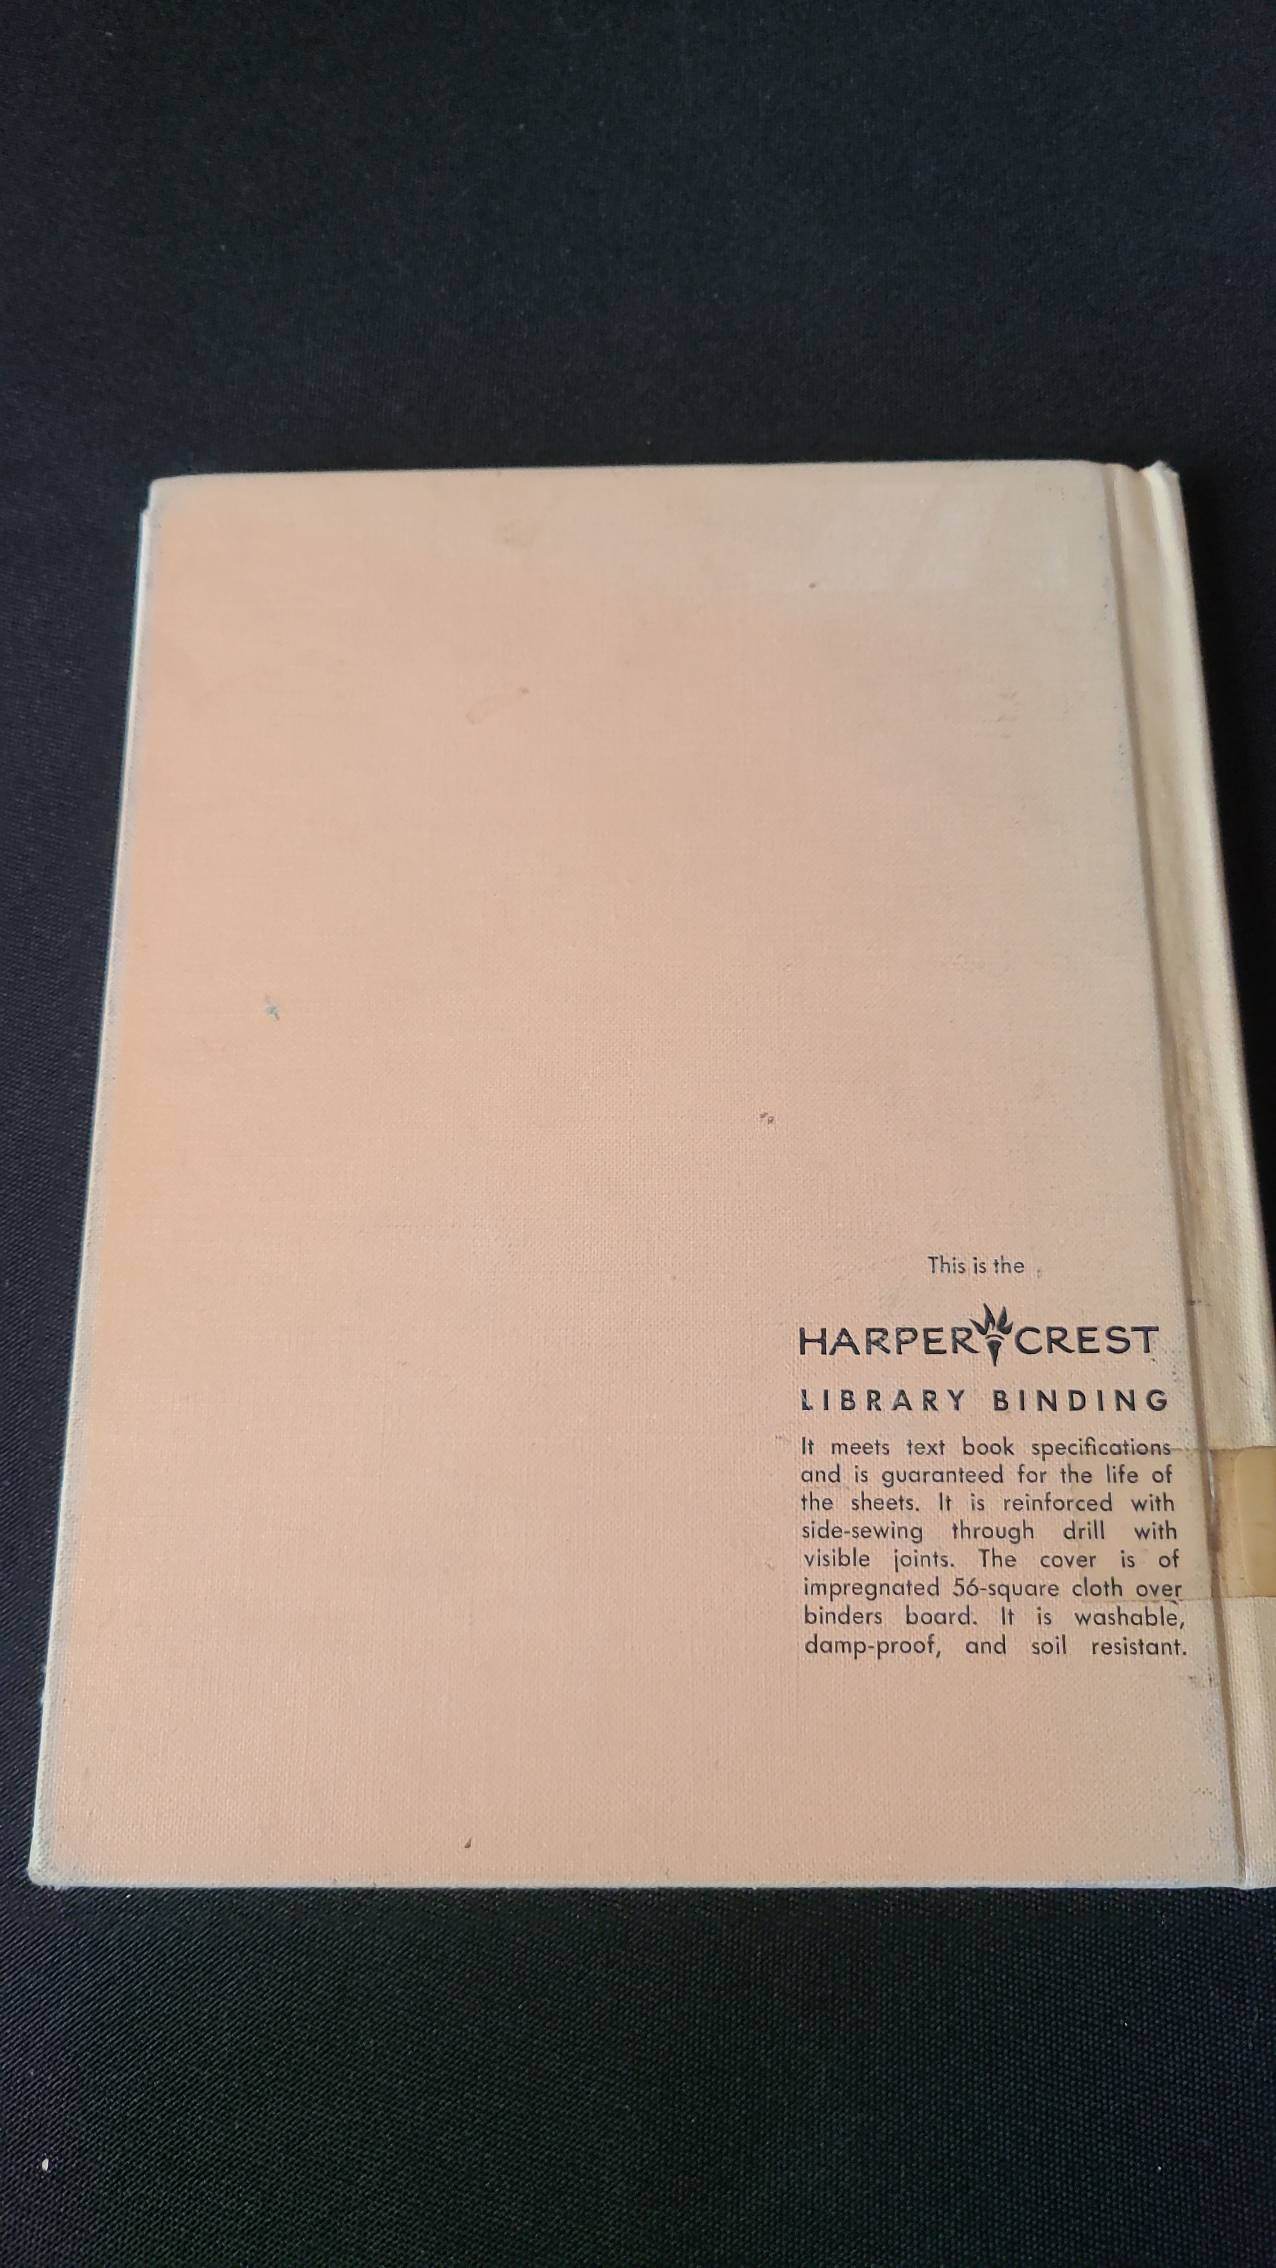 This is the
HARPER CREST
LIBRARY BINDING
It meets text book specifications
and is guaranteed for the life of
the sheets. It is reinforced with
side-sewing through drill with
visible joints. The cover is of
impregnated 56-square cloth over
binders board. It is washable,
damp-proof, and soil resistant.